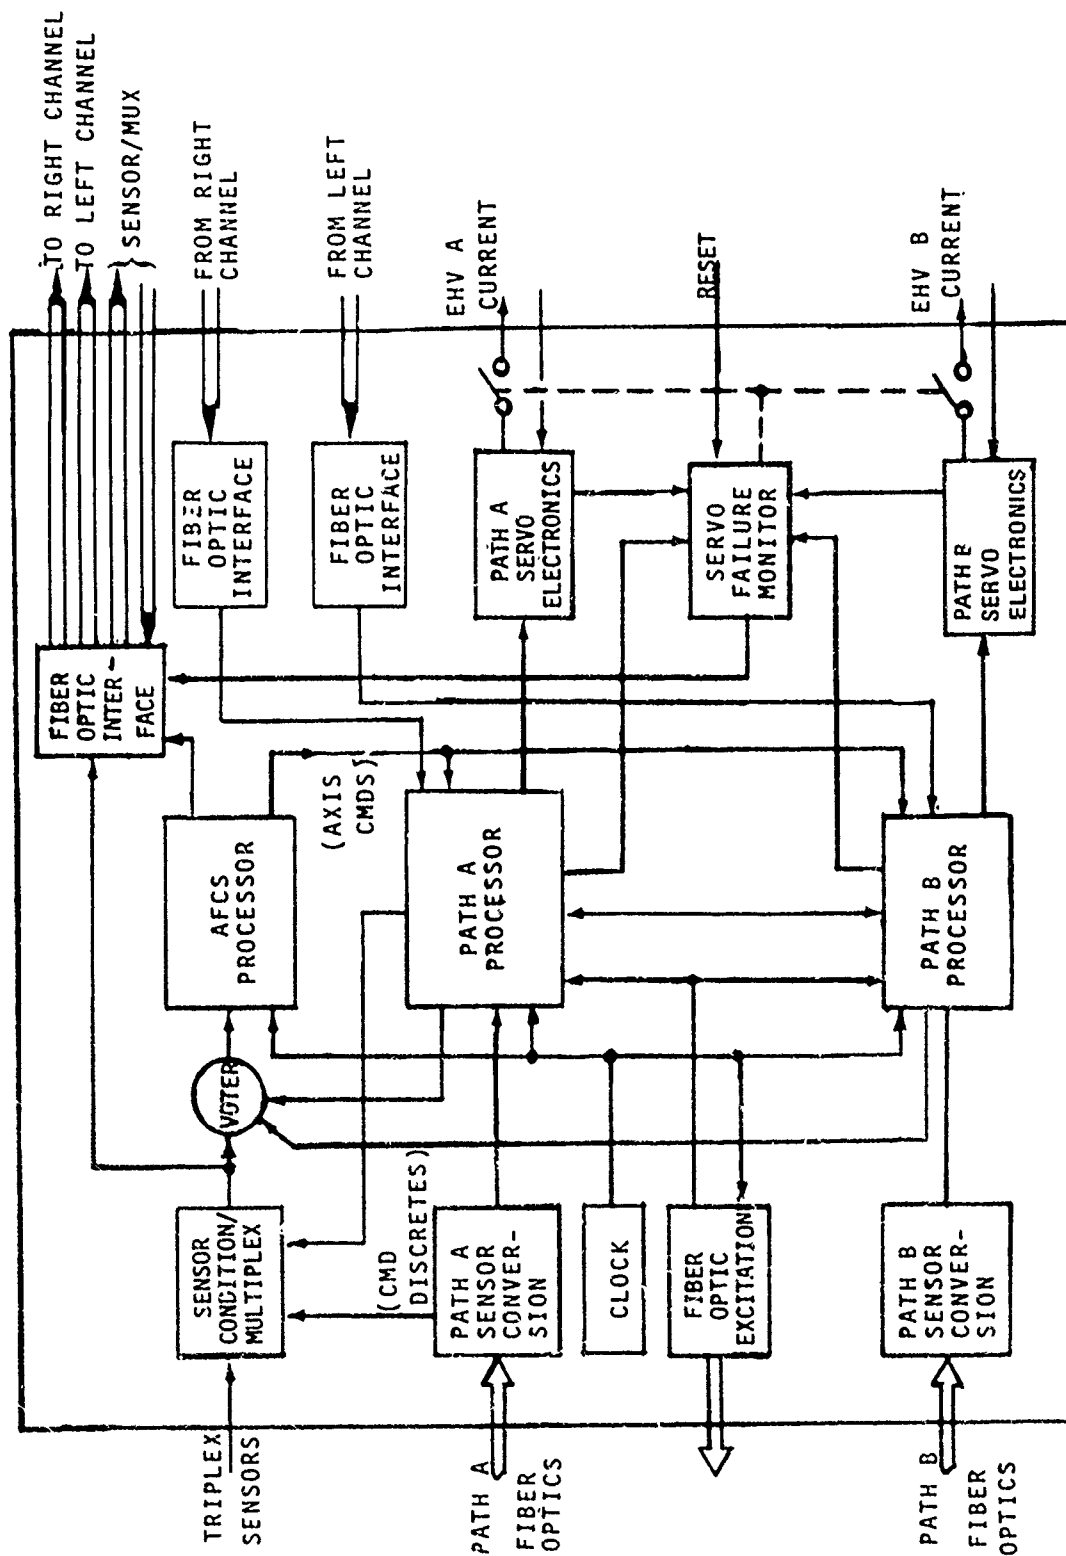 TO RIGHT CHANNEL
TO LEFT CHANNEL
SENSOR/MUX
FROM RIGHT
CHANNEL
FROM LEFT
CHANNEL
EHV A
CURRENT
RESET
EHV B
CURRENT
FIBER
OPTIC
INTER-
FACE
FIBER
OPTIC
INTERFACE
FIBER
OPTIC
INTERFACE
PATH A
SERVO
ELECTRONICS
SERVO
FAILURE
MONITOR
PATH B
SERVO
ELECTRONICS
AFCS
PROCESSOR
(AXIS
CMDS)
PATH A
PROCESSOR
PATH B
PROCESSOR
VOTER
SENSOR
CONDITION/
MULTIPLEX
(CMD
DISCRETES)
PATH A
SENSOR
CONVER-
SION
CLOCK
FIBER
OPTIC
EXCITATION
PATH B
SENSOR
CONVER-
SION
TRIPLEX
SENSORS
PATH A
FIBER
OPTICS
PATH B
FIBER
OPTICS